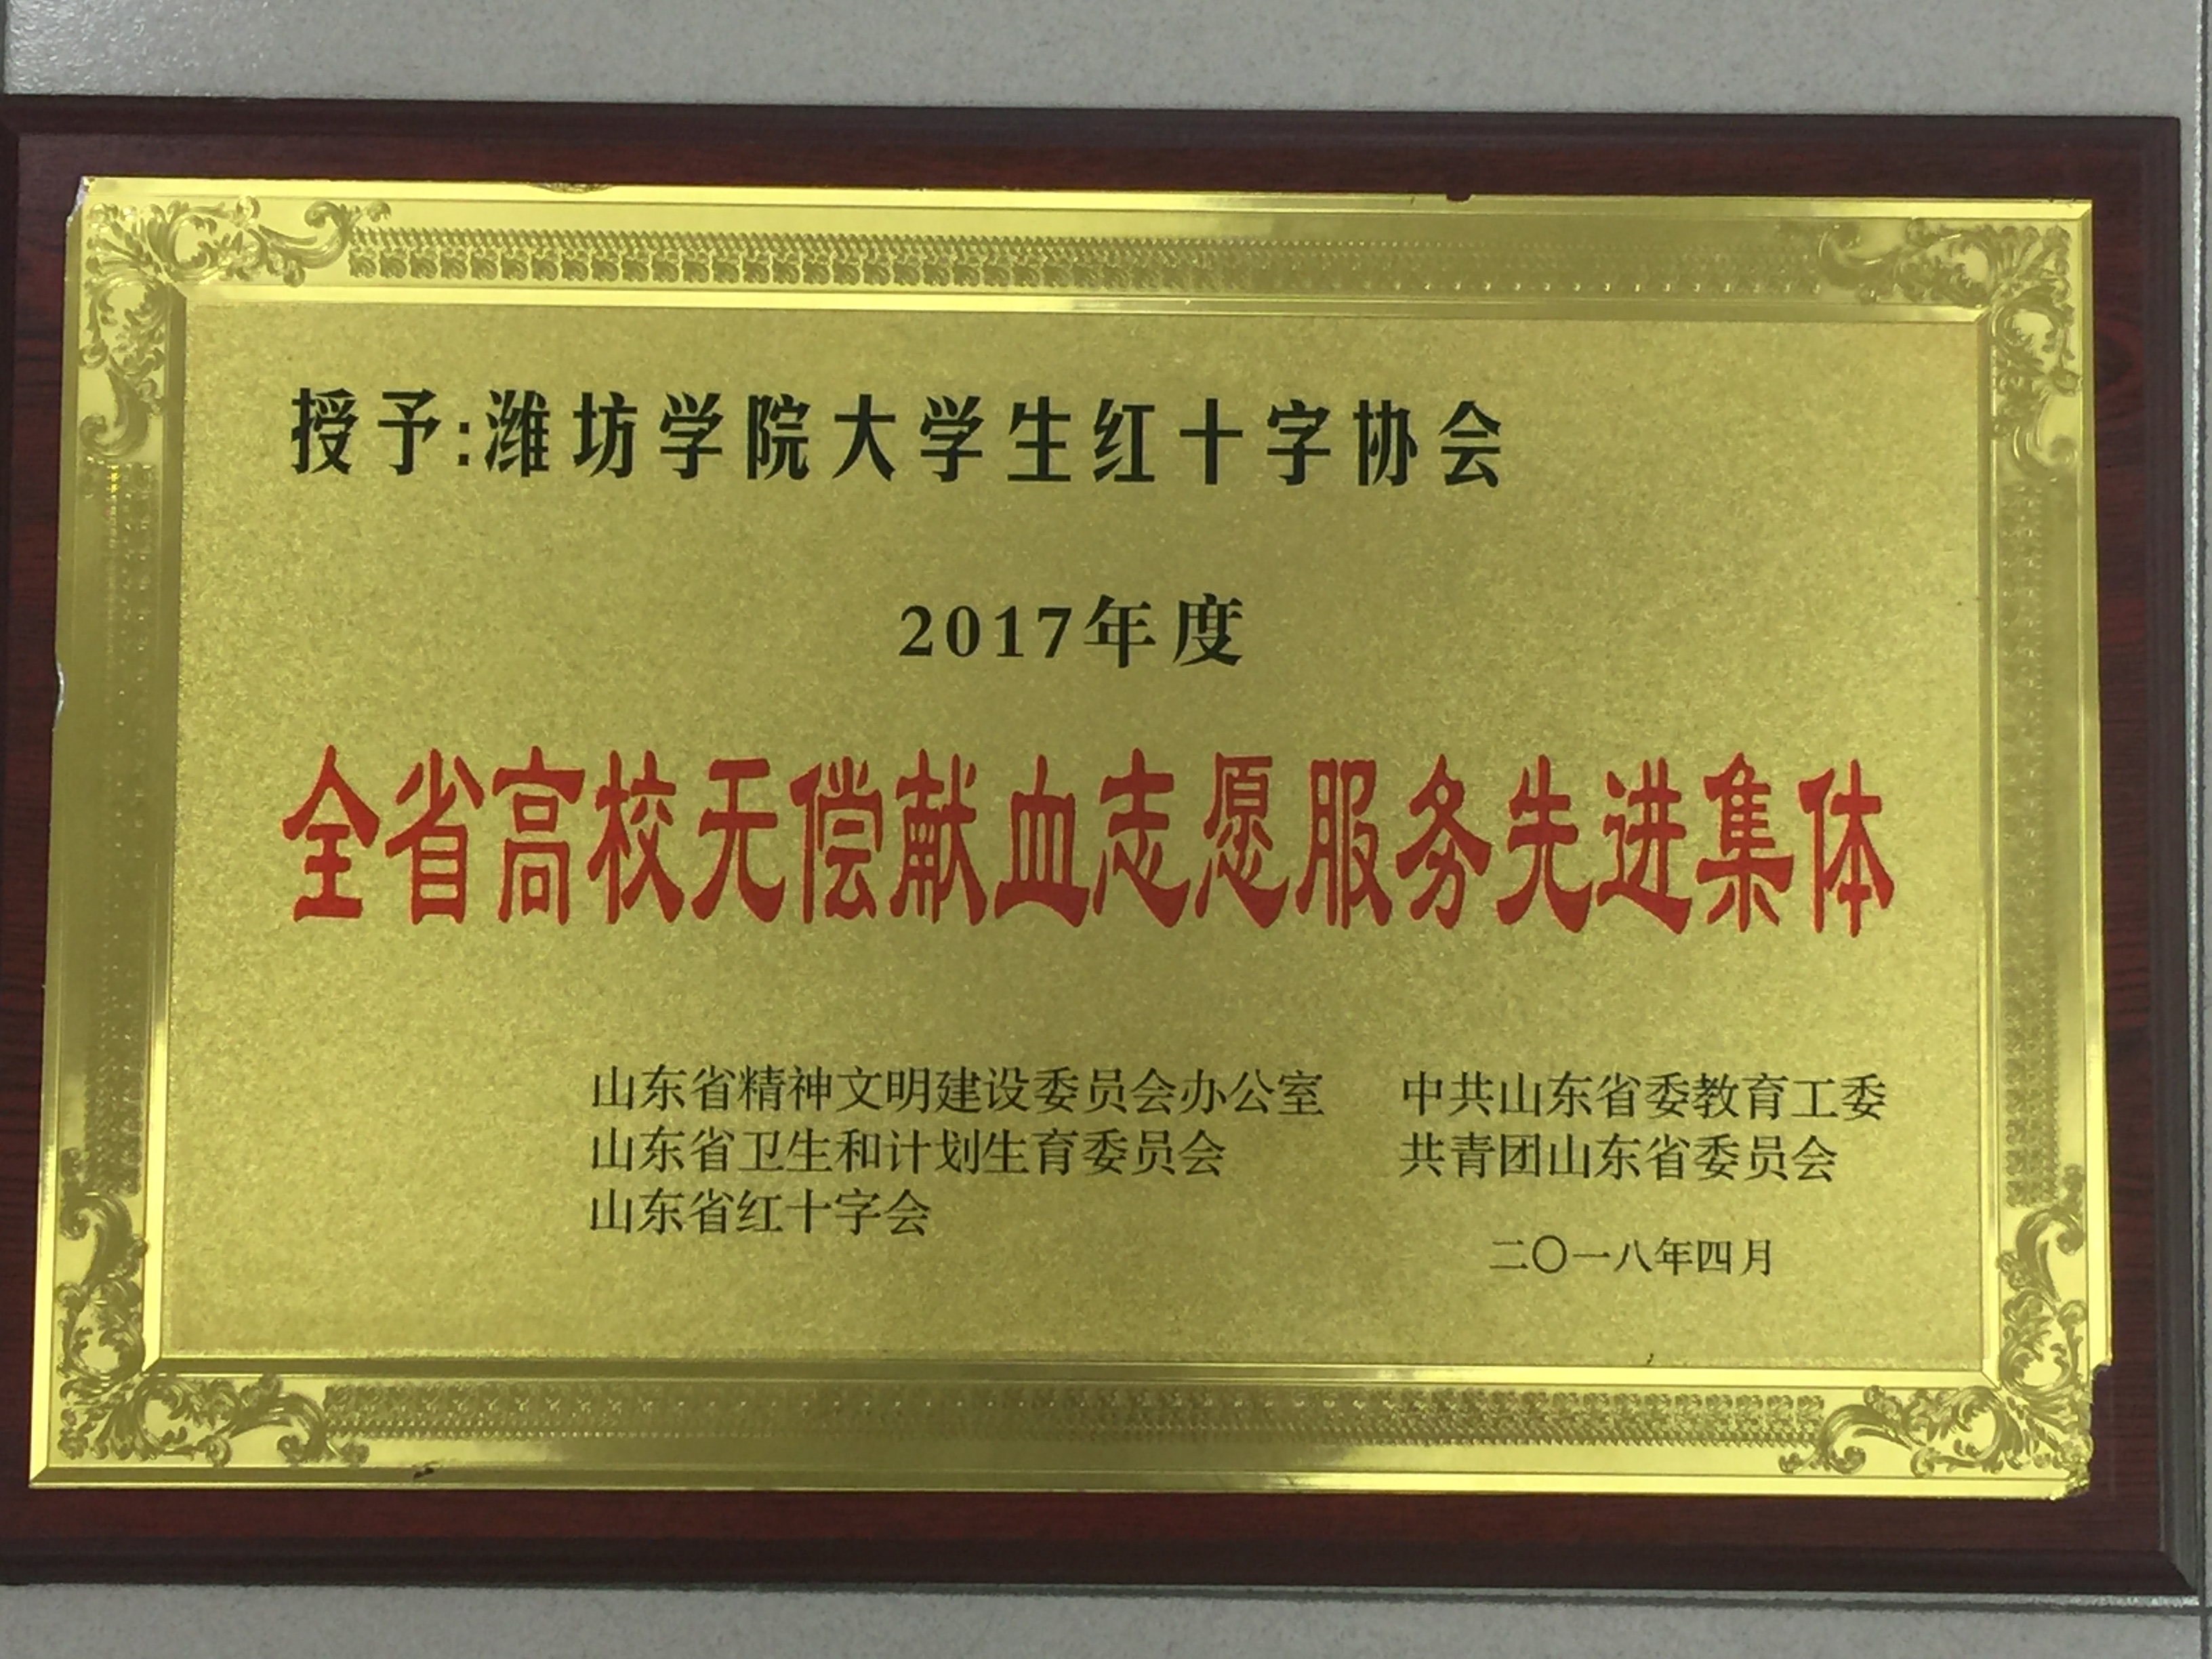 授予:潍坊学院大学生红十字协会
2017年度
全省高校无偿献血志愿服务先进集体
山东省精神文明建设委员会办公室 中共山东省委教育工委
山东省卫生和计划生育委员会 共青团山东省委员会
山东省红十字会
二〇一八年四月